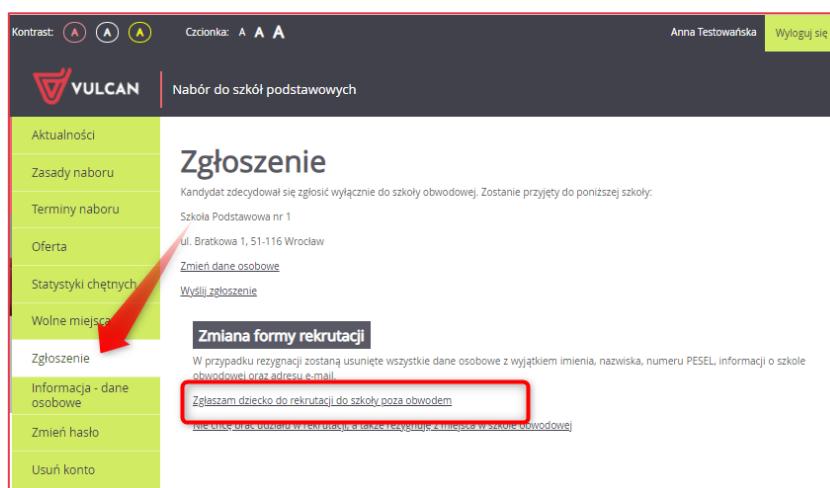 Kontrast: A A A Czcionka: A A A Anna Testowańska Wyloguj się
VULCAN Nabór do szkół podstawowych
Aktualności
Zasady naboru
Terminy naboru
Oferta
Statystyki chętnych
Wolne miejsca
Zgłoszenie
Informacja - dane
osobowe
Zmień hasło
Usuń konto
Zgłoszenie
Kandydat zdecydował się zgłosić wyłącznie do szkoły obwodowej. Zostanie przyjęty do poniższej szkoły:
Szkoła Podstawowa nr 1
ul. Bratkowa 1, 51-116 Wrocław
Zmień dane osobowe
Wyślij zgłoszenie
Zmiana formy rekrutacji
W przypadku rezygnacji zostaną usunięte wszystkie dane osobowe z wyjątkiem imienia, nazwiska, numeru PESEL, informacji o szkole
obwodowej oraz adresu e-mail.
Zgłaszam dziecko do rekrutacji do szkoły poza obwodem
Nie chcę brać udziału w rekrutacji, a także rezygnuję z miejsca w szkole obwodowej